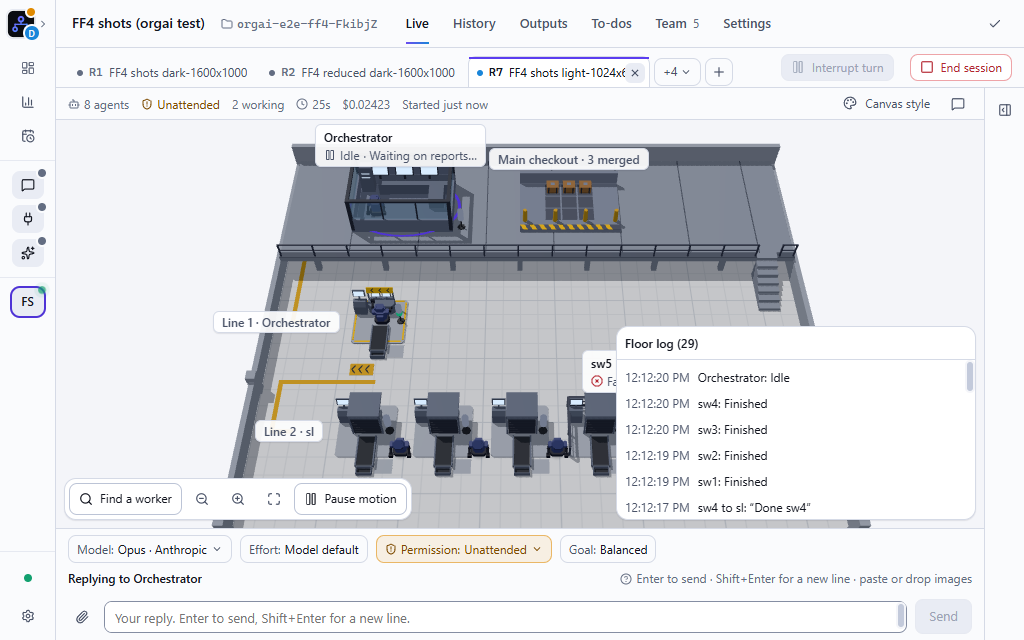 D
FF4 shots (orgai test)
orgai-e2e-ff4-FkibjZ
Live
History
Outputs
To-dos
Team 5
Settings
R1 FF4 shots dark-1600x1000
R2 FF4 reduced dark-1600x1000
R7 FF4 shots light-1024x6
+4
Interrupt turn
End session
8 agents
Unattended
2 working
25s
$0.02423
Started just now
Canvas style
FS
Orchestrator
Idle · Waiting on reports...
Main checkout · 3 merged
Line 1 · Orchestrator
Line 2 · sl
sw5
Fa
Floor log (29)
12:12:20 PM Orchestrator: Idle
12:12:20 PM sw4: Finished
12:12:20 PM sw3: Finished
12:12:19 PM sw2: Finished
12:12:19 PM sw1: Finished
12:12:17 PM sw4 to sl: “Done sw4”
Find a worker
Pause motion
Model: Opus · Anthropic
Effort: Model default
Permission: Unattended
Goal: Balanced
Replying to Orchestrator
Enter to send · Shift+Enter for a new line · paste or drop images
Your reply. Enter to send, Shift+Enter for a new line.
Send